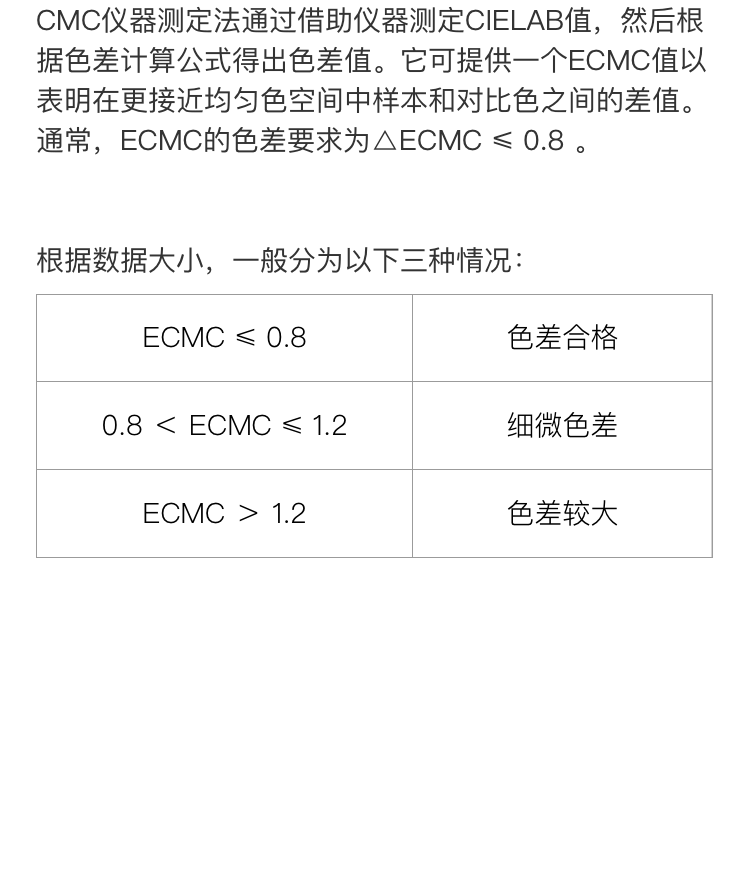 CMC仪器测定法通过借助仪器测定CIELAB值，然后根
据色差计算公式得出色差值。它可提供一个ECMC值以
表明在更接近均匀色空间中样本和对比色之间的差值。
通常，ECMC的色差要求为△ECMC ⩽ 0.8 。
根据数据大小，一般分为以下三种情况：
ECMC ⩽ 0.8 色差合格
0.8 ＜ ECMC ⩽ 1.2 细微色差
ECMC ＞ 1.2 色差较大